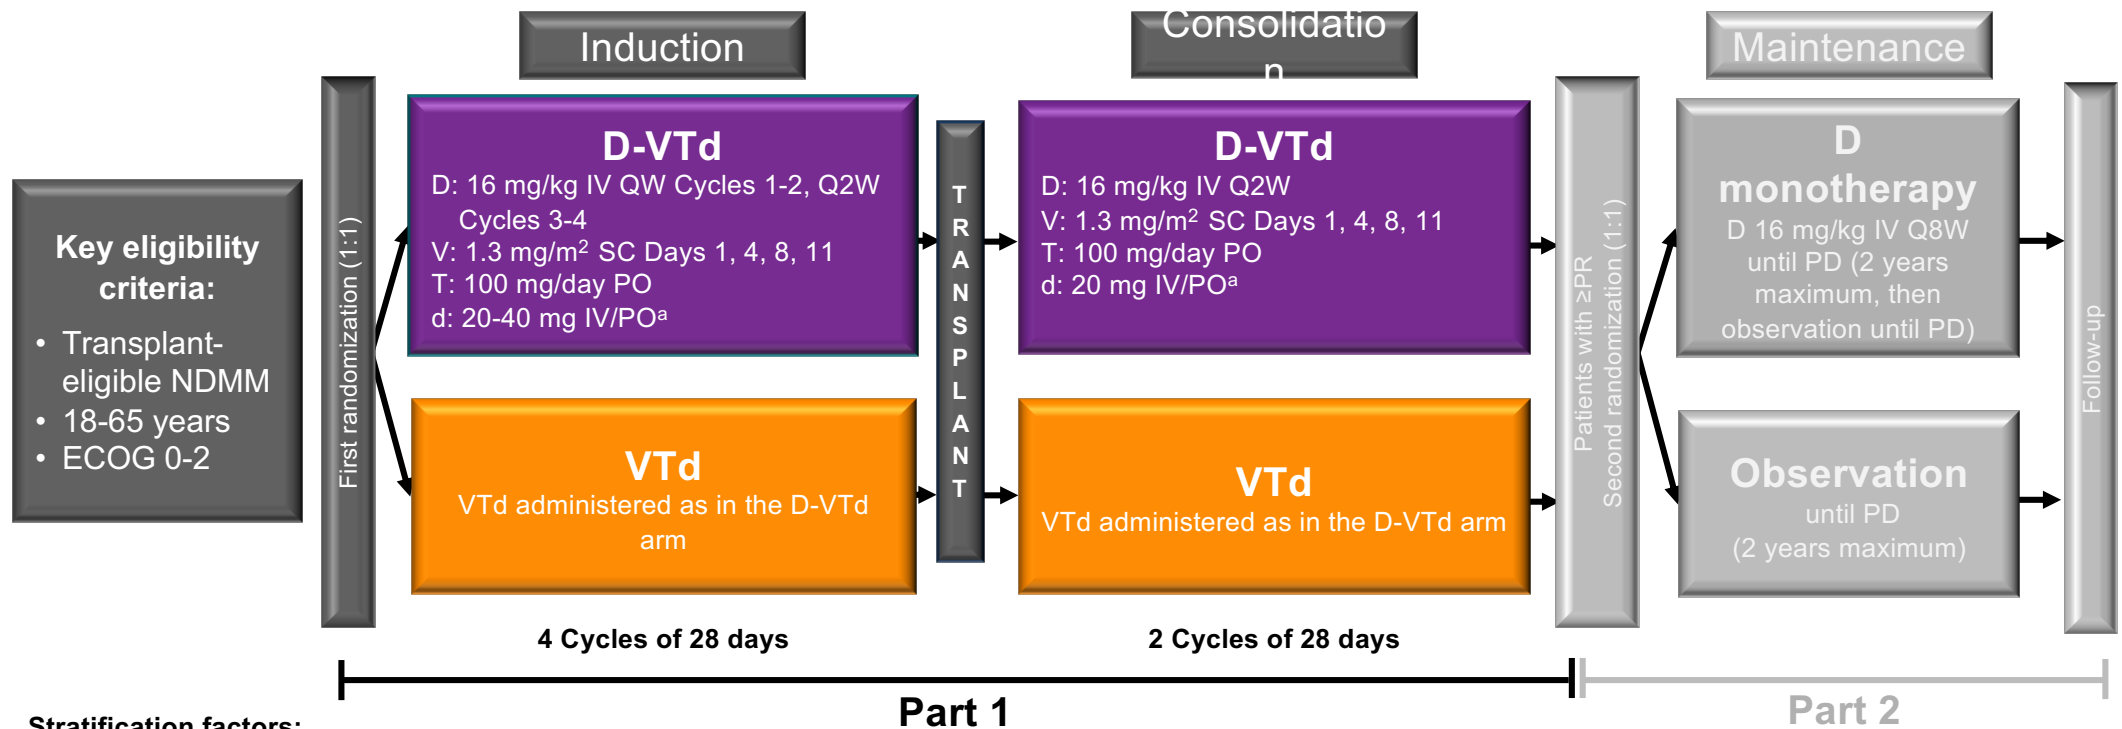 Induction
Consolidatio
n
Maintenance
Key eligibility
criteria:
• Transplant-
eligible NDMM
• 18-65 years
• ECOG 0-2
First randomization (1:1)
D-VTd
D: 16 mg/kg IV QW Cycles 1-2, Q2W
Cycles 3-4
V: 1.3 mg/m² SC Days 1, 4, 8, 11
T: 100 mg/day PO
d: 20-40 mg IV/POᵃ
VTd
VTd administered as in the D-VTd
arm
TRANSPLANT
D-VTd
D: 16 mg/kg IV Q2W
V: 1.3 mg/m² SC Days 1, 4, 8, 11
T: 100 mg/day PO
d: 20 mg IV/POᵃ
VTd
VTd administered as in the D-VTd arm
Patients with ≥PR
Second randomization (1:1)
D
monotherapy
D 16 mg/kg IV Q8W
until PD (2 years
maximum, then
observation until PD)
Observation
until PD
(2 years maximum)
Follow-up
4 Cycles of 28 days
2 Cycles of 28 days
Part 1
Part 2
Stratification factors: